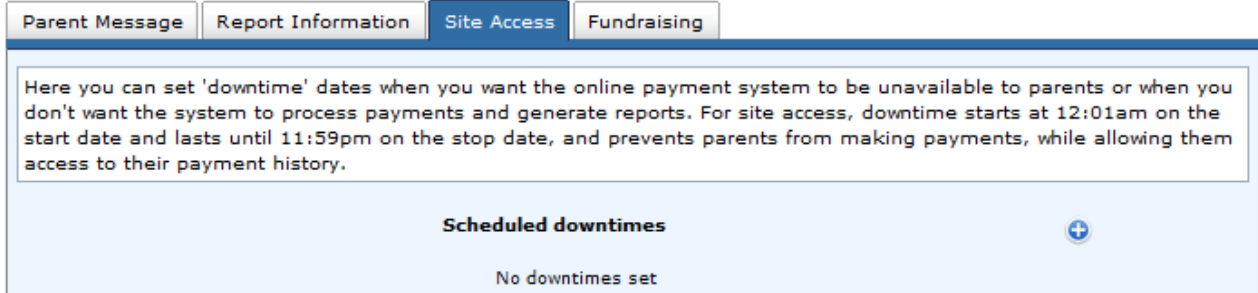 Parent Message Report Information Site Access Fundraising
Here you can set 'downtime' dates when you want the online payment system to be unavailable to parents or when you
don't want the system to process payments and generate reports. For site access, downtime starts at 12:01am on the
start date and lasts until 11:59pm on the stop date, and prevents parents from making payments, while allowing them
access to their payment history.
Scheduled downtimes
No downtimes set